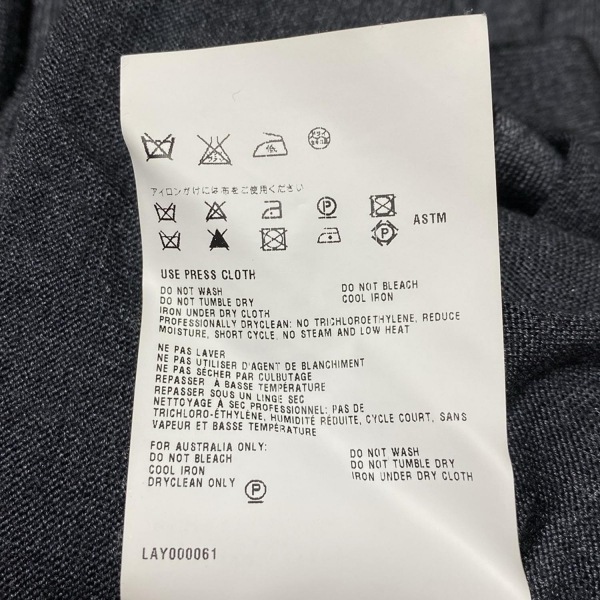 低
ドライ
アイロンがけには布をご使用ください
P
ASTM
P
USE PRESS CLOTH
DO NOT WASH
DO NOT BLEACH
DO NOT TUMBLE DRY
COOL IRON
IRON UNDER DRY CLOTH
PROFESSIONALLY DRYCLEAN: NO TRICHLOROETHYLENE, REDUCE
MOISTURE, SHORT CYCLE, NO STEAM AND LOW HEAT
NE PAS LAVER
NE PAS UTILISER D'AGENT DE BLANCHIMENT
NE PAS SÉCHER PAR CULBUTAGE
REPASSER À BASSE TEMPÉRATURE
REPASSER SOUS UN LINGE SEC
NETTOYAGE À SEC PROFESSIONNEL: PAS DE
TRICHLORO-ÉTHYLÈNE, HUMIDITÉ RÉDUITE, CYCLE COURT, SANS
VAPEUR ET BASSE TEMPÉRATURE
FOR AUSTRALIA ONLY:
DO NOT WASH
DO NOT BLEACH
DO NOT TUMBLE DRY
COOL IRON
IRON UNDER DRY CLOTH
DRYCLEAN ONLY P
LAY000061